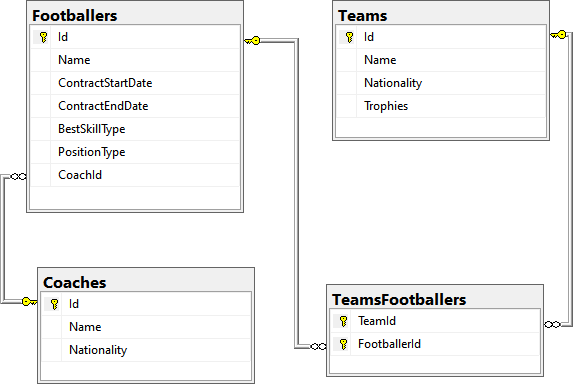 Footballers
Id
Name
ContractStartDate
ContractEndDate
BestSkillType
PositionType
CoachId
Teams
Id
Name
Nationality
Trophies
Coaches
Id
Name
Nationality
TeamsFootballers
TeamId
FootballerId